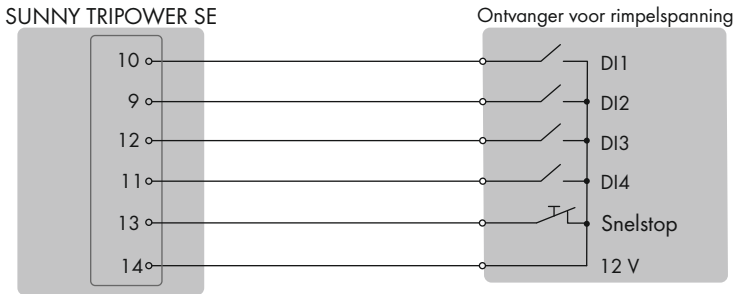 SUNNY TRIPOWER SE
Ontvanger voor rimpelspanning
10 DI1
9 DI2
12 DI3
11 DI4
13 Snelstop
14 12 V